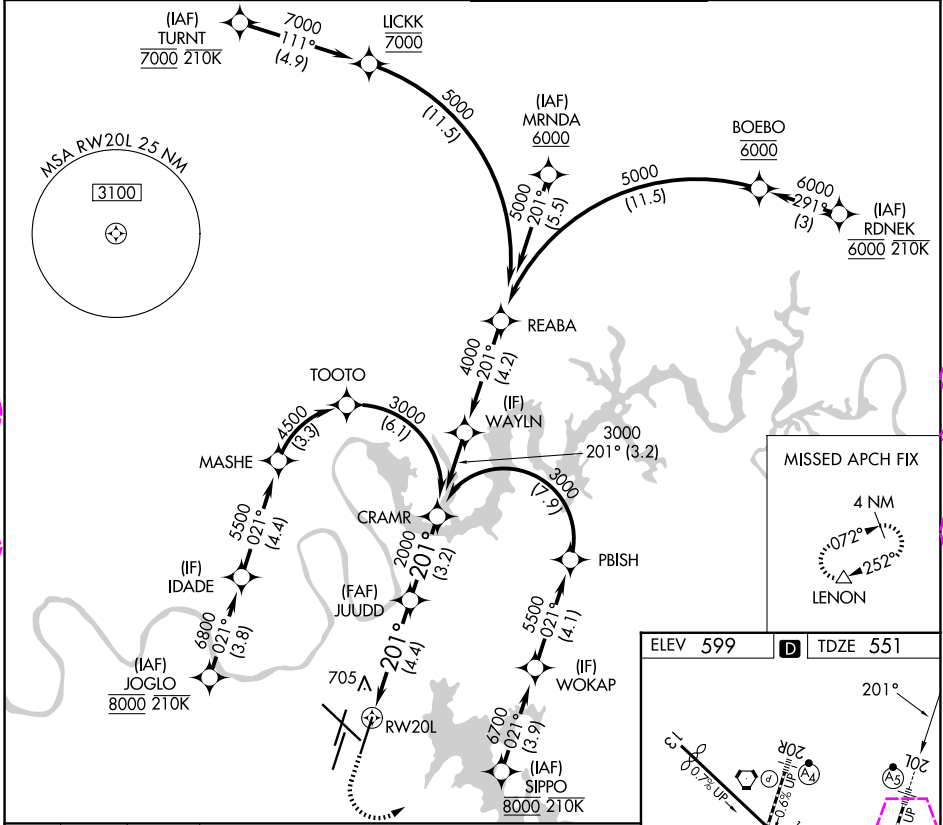 (IAF)
TURNT
7000 210K
7000
111°
(4.9)
LICKK
7000
5000
(11.5)
(IAF)
MRNDA
6000
5000
201°
(5.5)
BOEBO
6000
5000
(11.5)
6000
291°
(3)
(IAF)
RDNEK
6000 210K
MSA RW20L 25 NM
3100
REABA
4000
201°
(4.2)
TOOTO
3000
(6.1)
(IF)
WAYLN
3000
201° (3.2)
4500
(3.3)
MASHE
3000
(7.9)
MISSED APCH FIX
4 NM
072°
252°
LENON
CRAMR
5500
021°
(4.4)
2000
201°
(3.2)
PBISH
(IF)
IDADE
(FAF)
JUUDD
5500
021°
(4.1)
6800
021°
(3.8)
201°
(4.4)
(IF)
WOKAP
(IAF)
JOGLO
8000 210K
705
RW20L
6700
021°
(3.9)
(IAF)
SIPPO
8000 210K
ELEV 599
D
TDZE 551
201°
13
0.7% UP
20R
P
A4
0.6% UP
A5
20L
UP